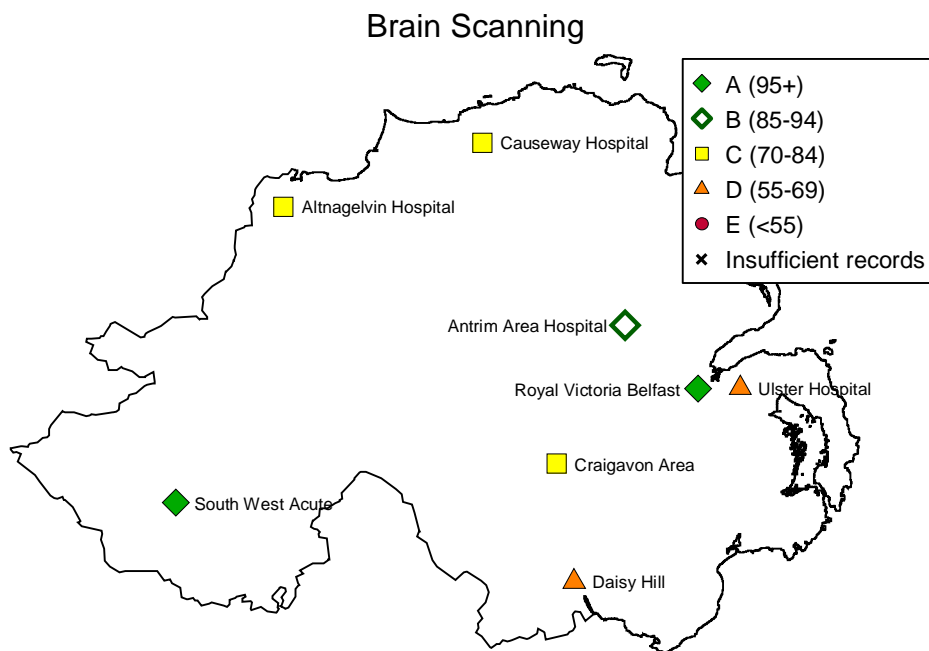 Brain Scanning
A (95+)
B (85-94)
C (70-84)
D (55-69)
E (<55)
Insufficient records
Causeway Hospital
Altnagelvin Hospital
Antrim Area Hospital
Royal Victoria Belfast
Ulster Hospital
Craigavon Area
South West Acute
Daisy Hill